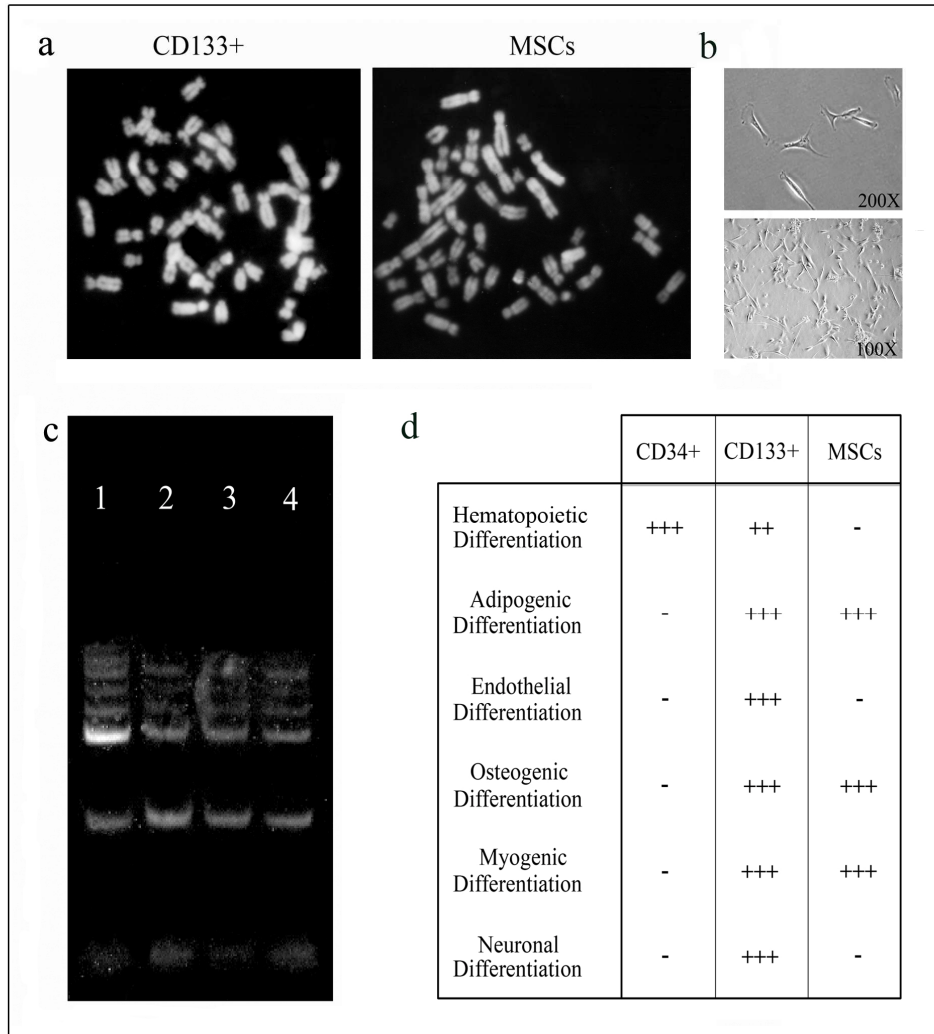 a
CD133+
MSCs
b
200X
100X
c
1 2 3 4
d
CD34+ CD133+ MSCs
Hematopoietic
Differentiation +++ ++ -
Adipogenic
Differentiation - +++ +++
Endothelial
Differentiation - +++ -
Osteogenic
Differentiation - +++ +++
Myogenic
Differentiation - +++ +++
Neuronal
Differentiation - +++ -